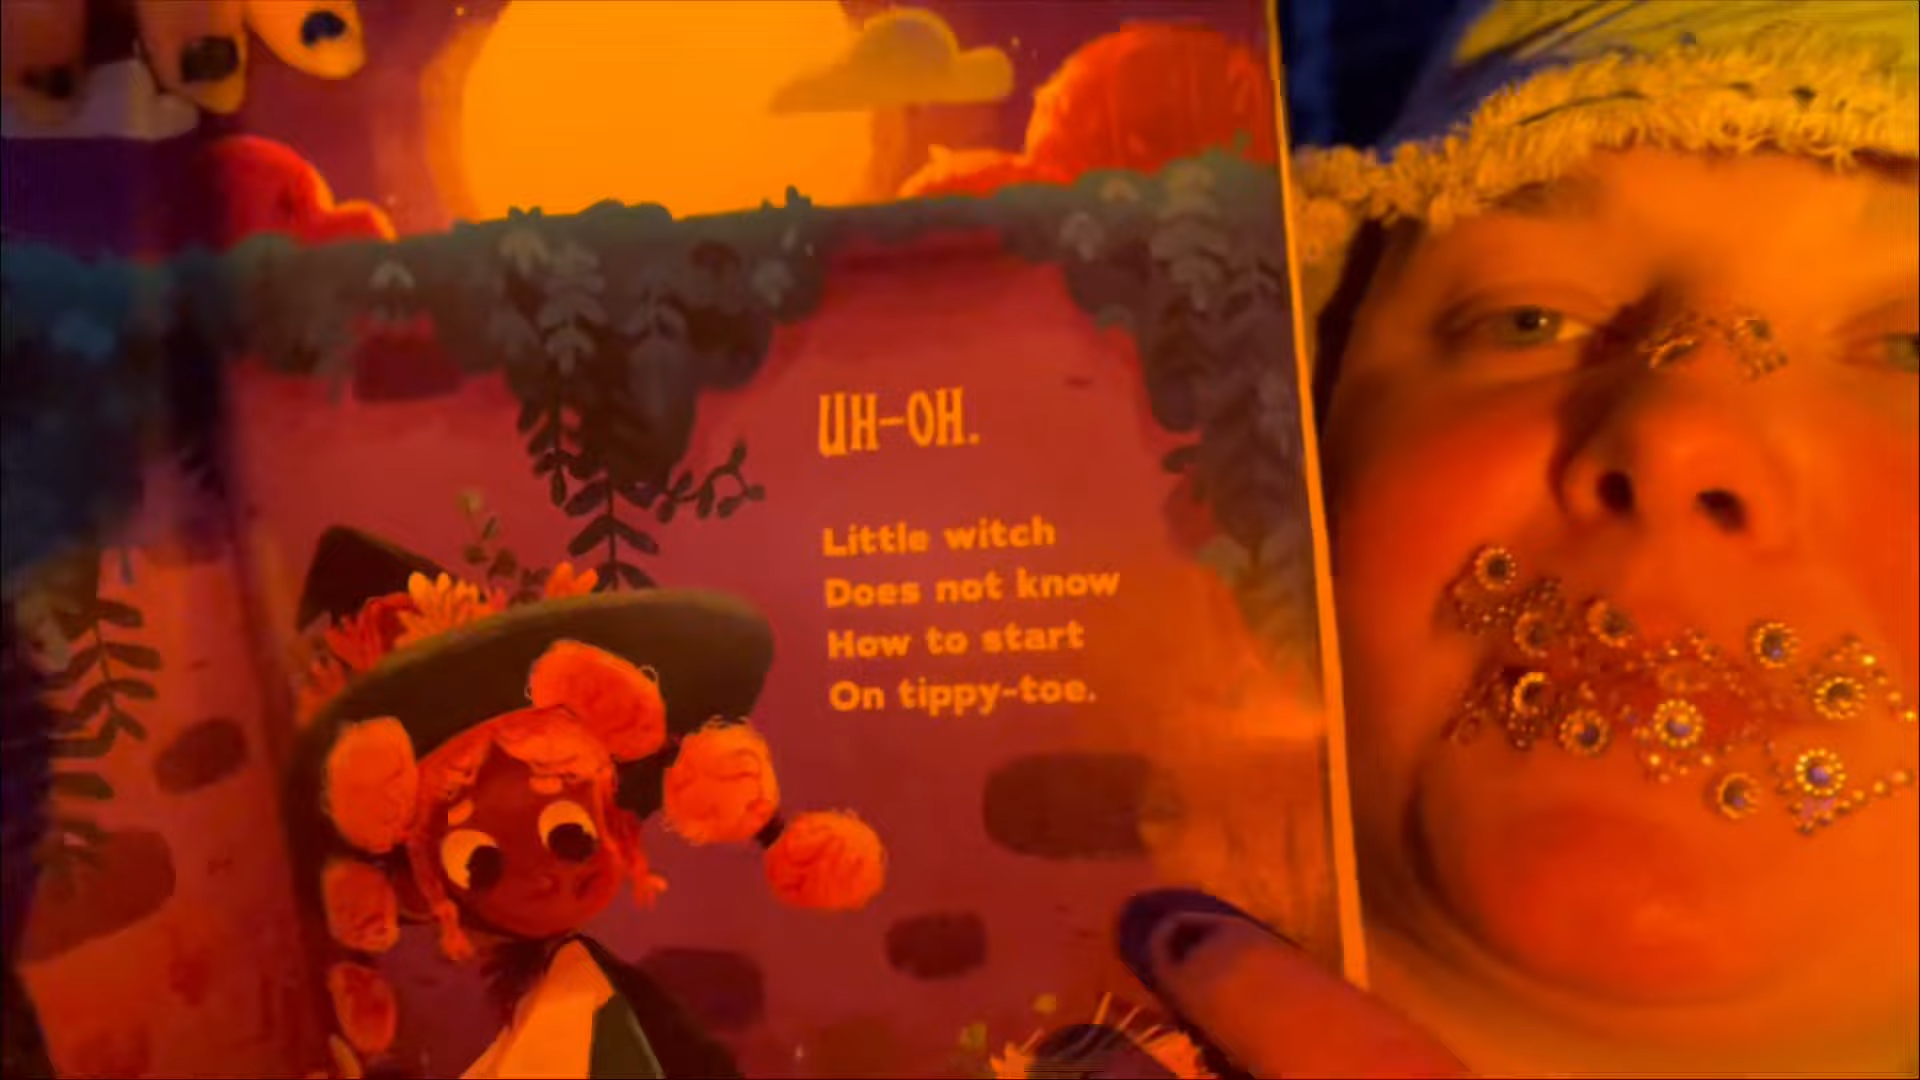 UH-OH.
Little witch
Does not know
How to start
On tippy-toe.